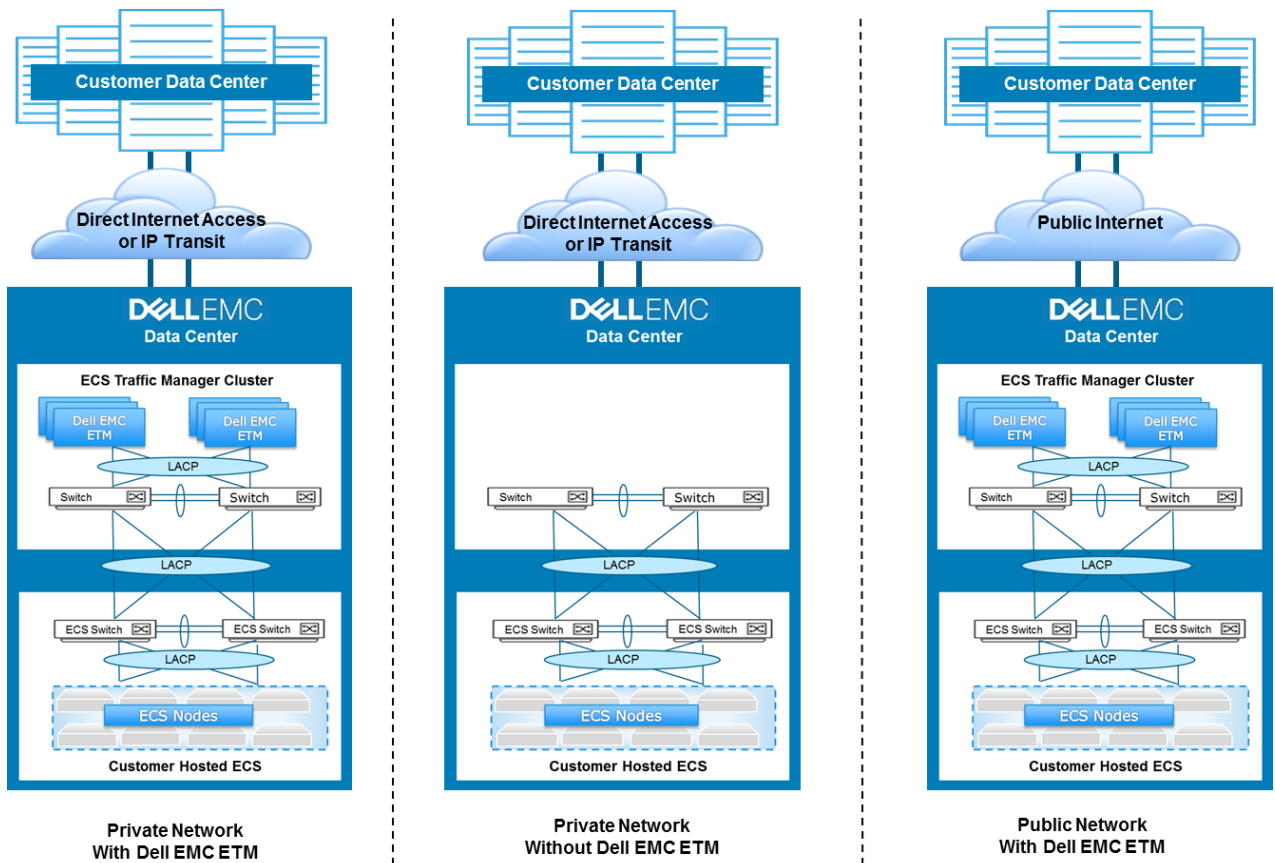 Customer Data Center
Direct Internet Access
or IP Transit
DELLEMC
Data Center
ECS Traffic Manager Cluster
Dell EMC
ETM
Dell EMC
ETM
LACP
Switch
Switch
LACP
ECS Switch
ECS Switch
LACP
ECS Nodes
Customer Hosted ECS
Private Network
With Dell EMC ETM
Customer Data Center
Direct Internet Access
or IP Transit
DELLEMC
Data Center
Switch
Switch
LACP
ECS Switch
ECS Switch
LACP
ECS Nodes
Customer Hosted ECS
Private Network
Without Dell EMC ETM
Customer Data Center
Public Internet
DELLEMC
Data Center
ECS Traffic Manager Cluster
Dell EMC
ETM
Dell EMC
ETM
LACP
Switch
Switch
LACP
ECS Switch
ECS Switch
LACP
ECS Nodes
Customer Hosted ECS
Public Network
With Dell EMC ETM